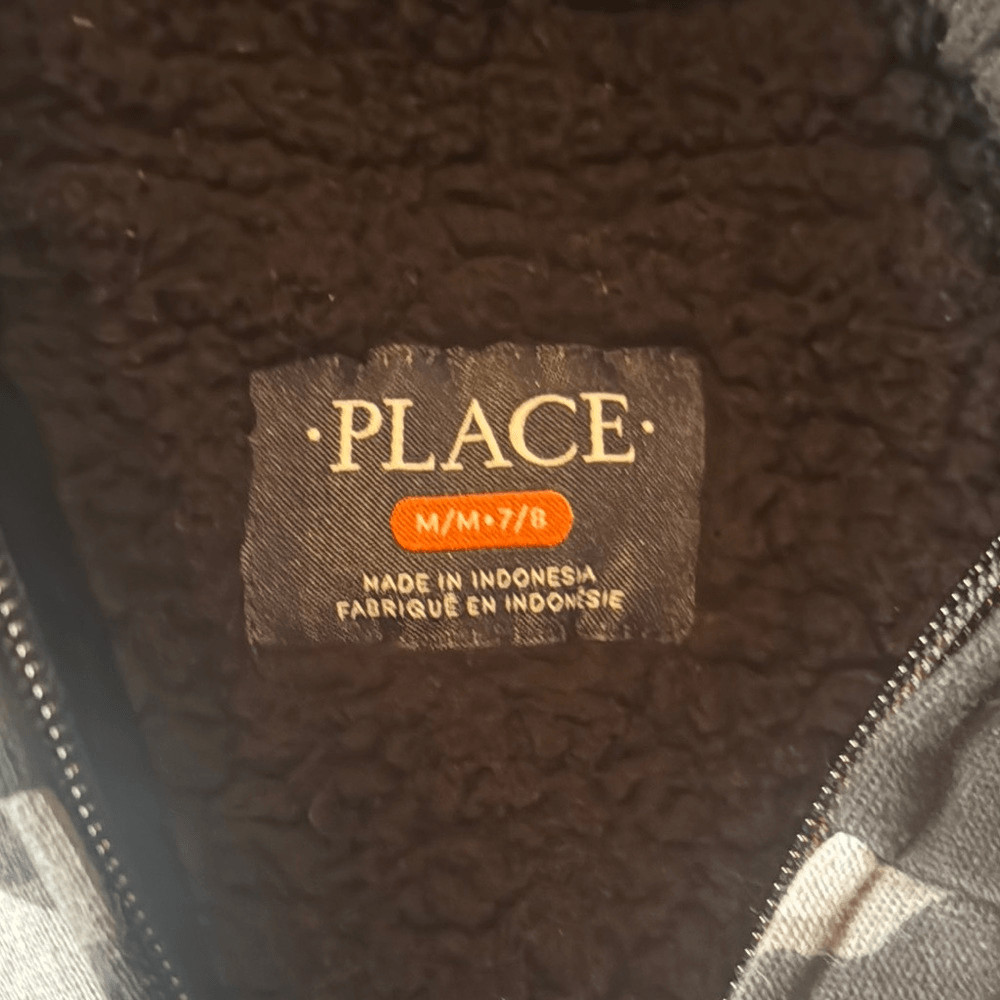 ·PLACE·
M/M•7/8
MADE IN INDONESIA
FABRIQUÉ EN INDONÉSIE